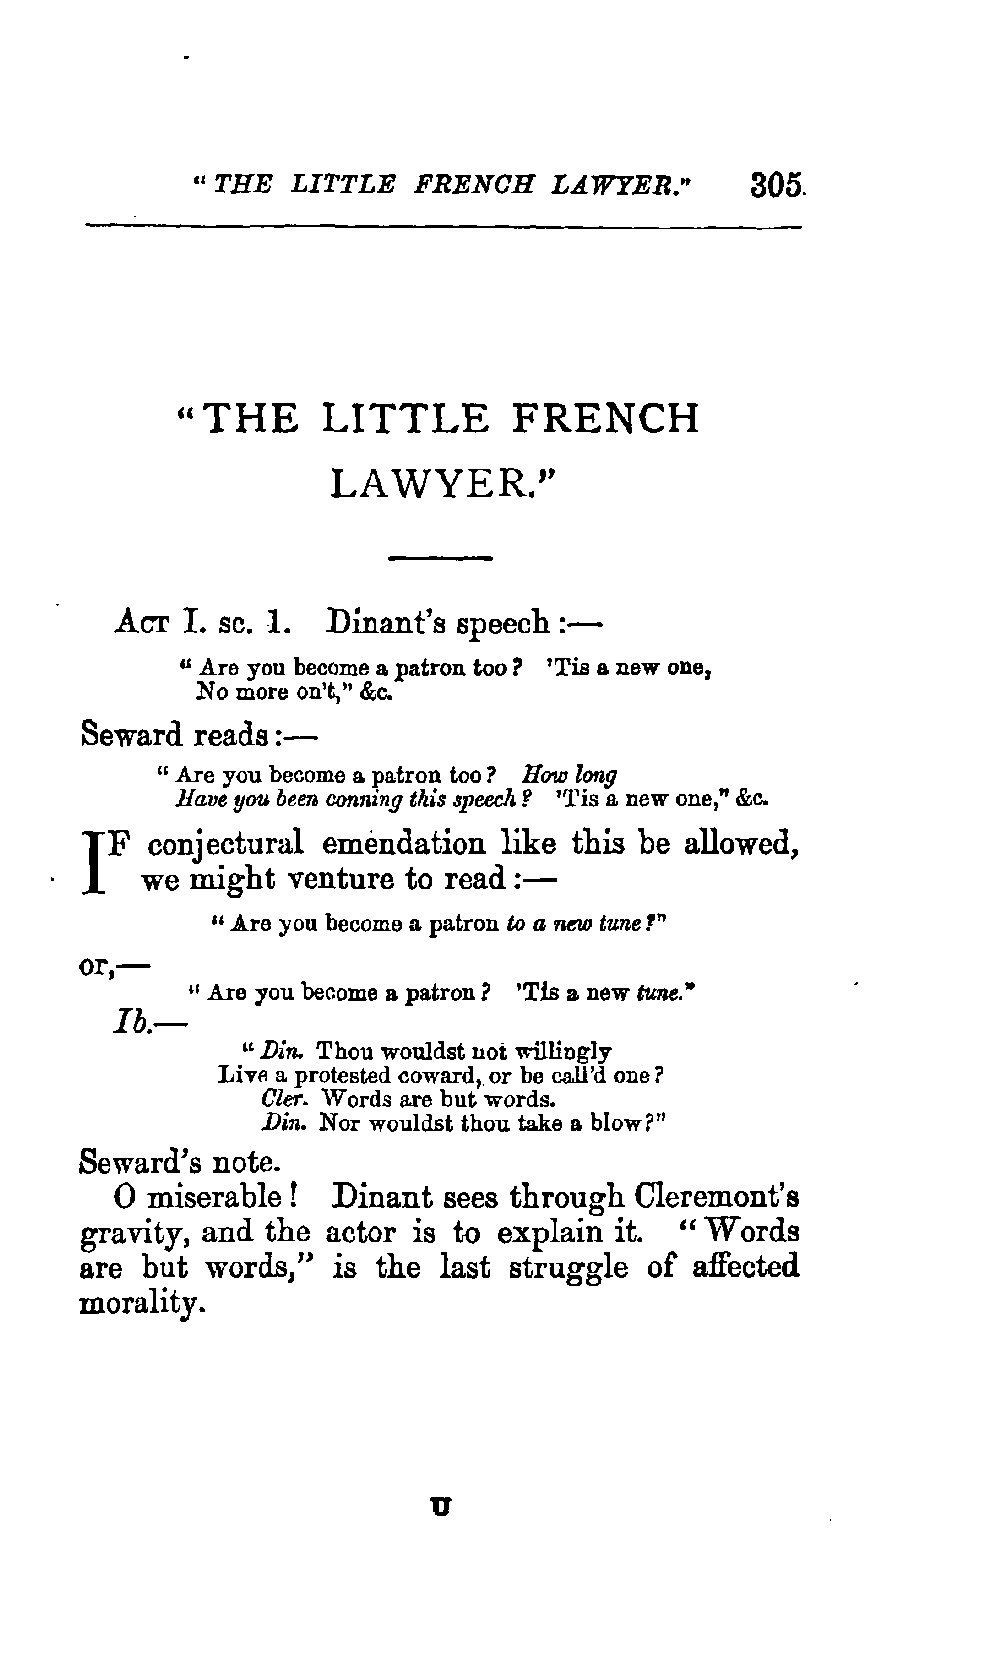 "THE LITTLE FRENCH LAWYER." 305.
"THE LITTLE FRENCH
LAWYER."
ACT I. sc. 1. Dinant's speech :—
"Are you become a patron too? 'Tis a new one,
No more on't," &c.
Seward reads :—
"Are you become a patron too? How long
Have you been conning this speech? 'Tis a new one," &c.
IF conjectural emendation like this be allowed,
we might venture to read :—
"Are you become a patron to a new tune?"
or,—
"Are you become a patron? 'Tis a new tune."
Ib.—
"Din. Thou wouldst not willingly
Live a protested coward, or be call'd one?
Cler. Words are but words.
Din. Nor wouldst thou take a blow?"
Seward's note.
O miserable! Dinant sees through Cleremont's
gravity, and the actor is to explain it. "Words
are but words," is the last struggle of affected
morality.
U